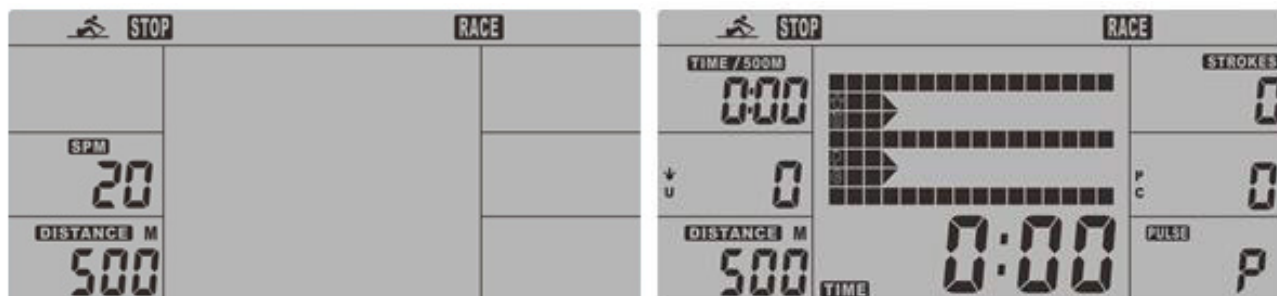 STOP RACE
SPM
20
DISTANCE M
500
STOP RACE
TIME / 500M
0:00
STROKES
0
U
0
P
C
0
DISTANCE M
500
TIME
0:00
PULSE
P